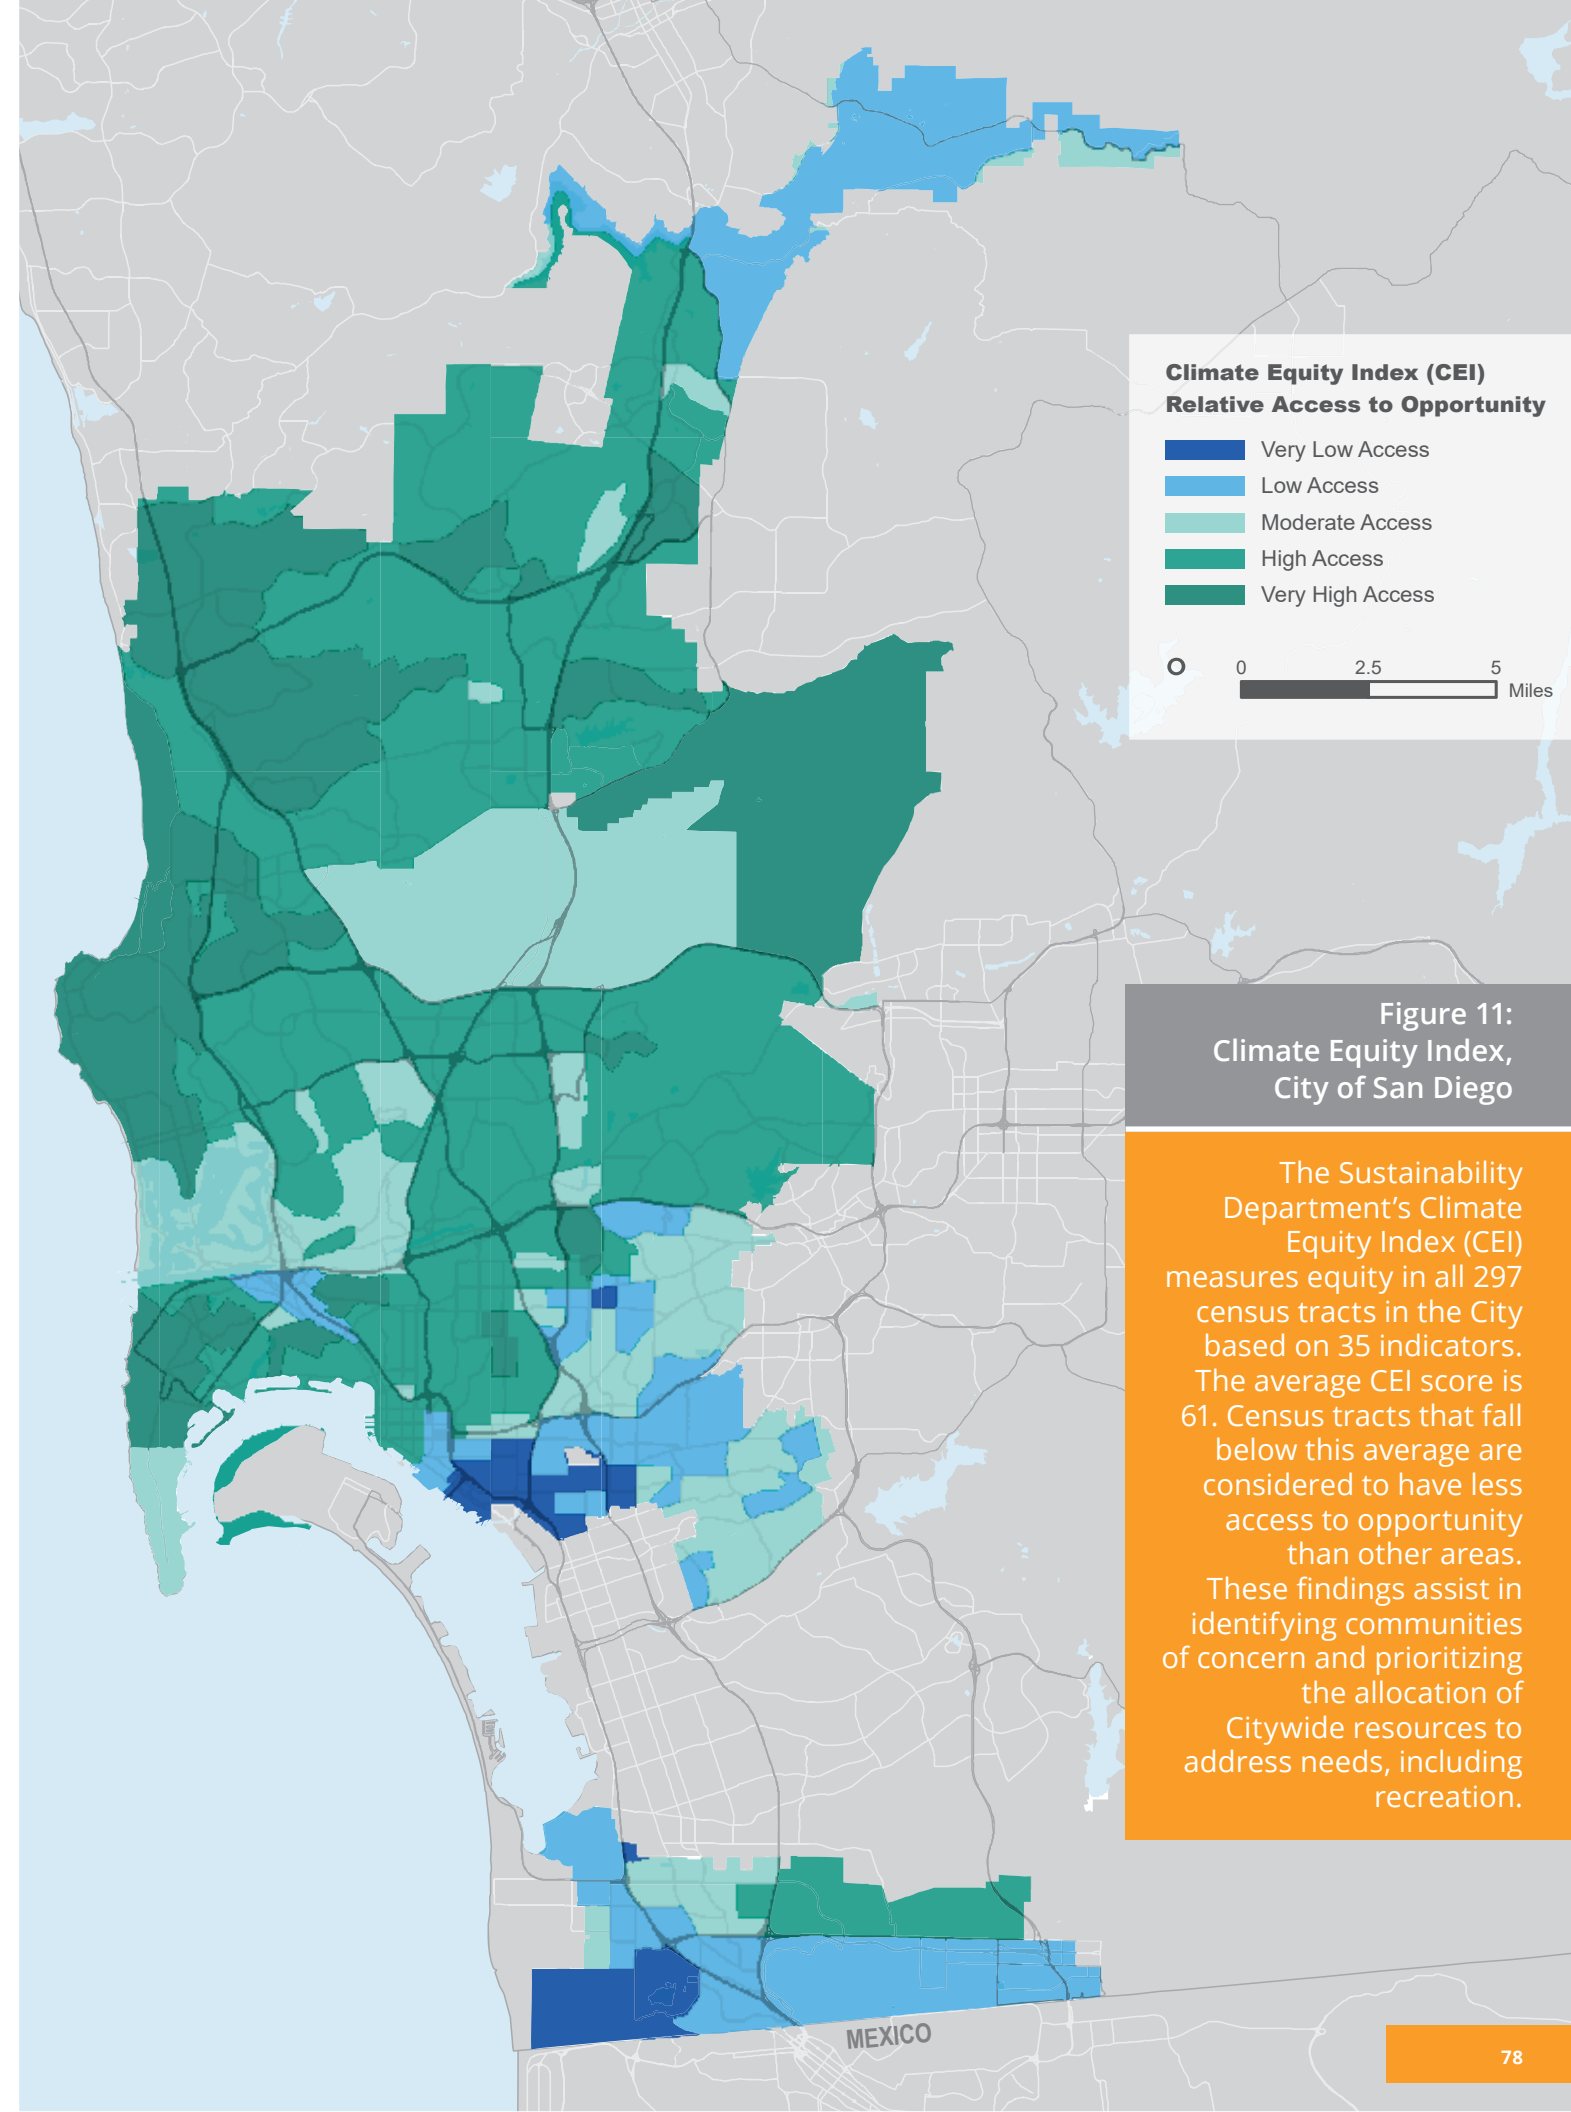 Climate Equity Index (CEI)
Relative Access to Opportunity
Very Low Access
Low Access
Moderate Access
High Access
Very High Access
0 2.5 5
Miles
Figure 11:
Climate Equity Index,
City of San Diego
The Sustainability
Department's Climate
Equity Index (CEI)
measures equity in all 297
census tracts in the City
based on 35 indicators.
The average CEI score is
61. Census tracts that fall
below this average are
considered to have less
access to opportunity
than other areas.
These findings assist in
identifying communities
of concern and prioritizing
the allocation of
Citywide resources to
address needs, including
recreation.
MEXICO
78